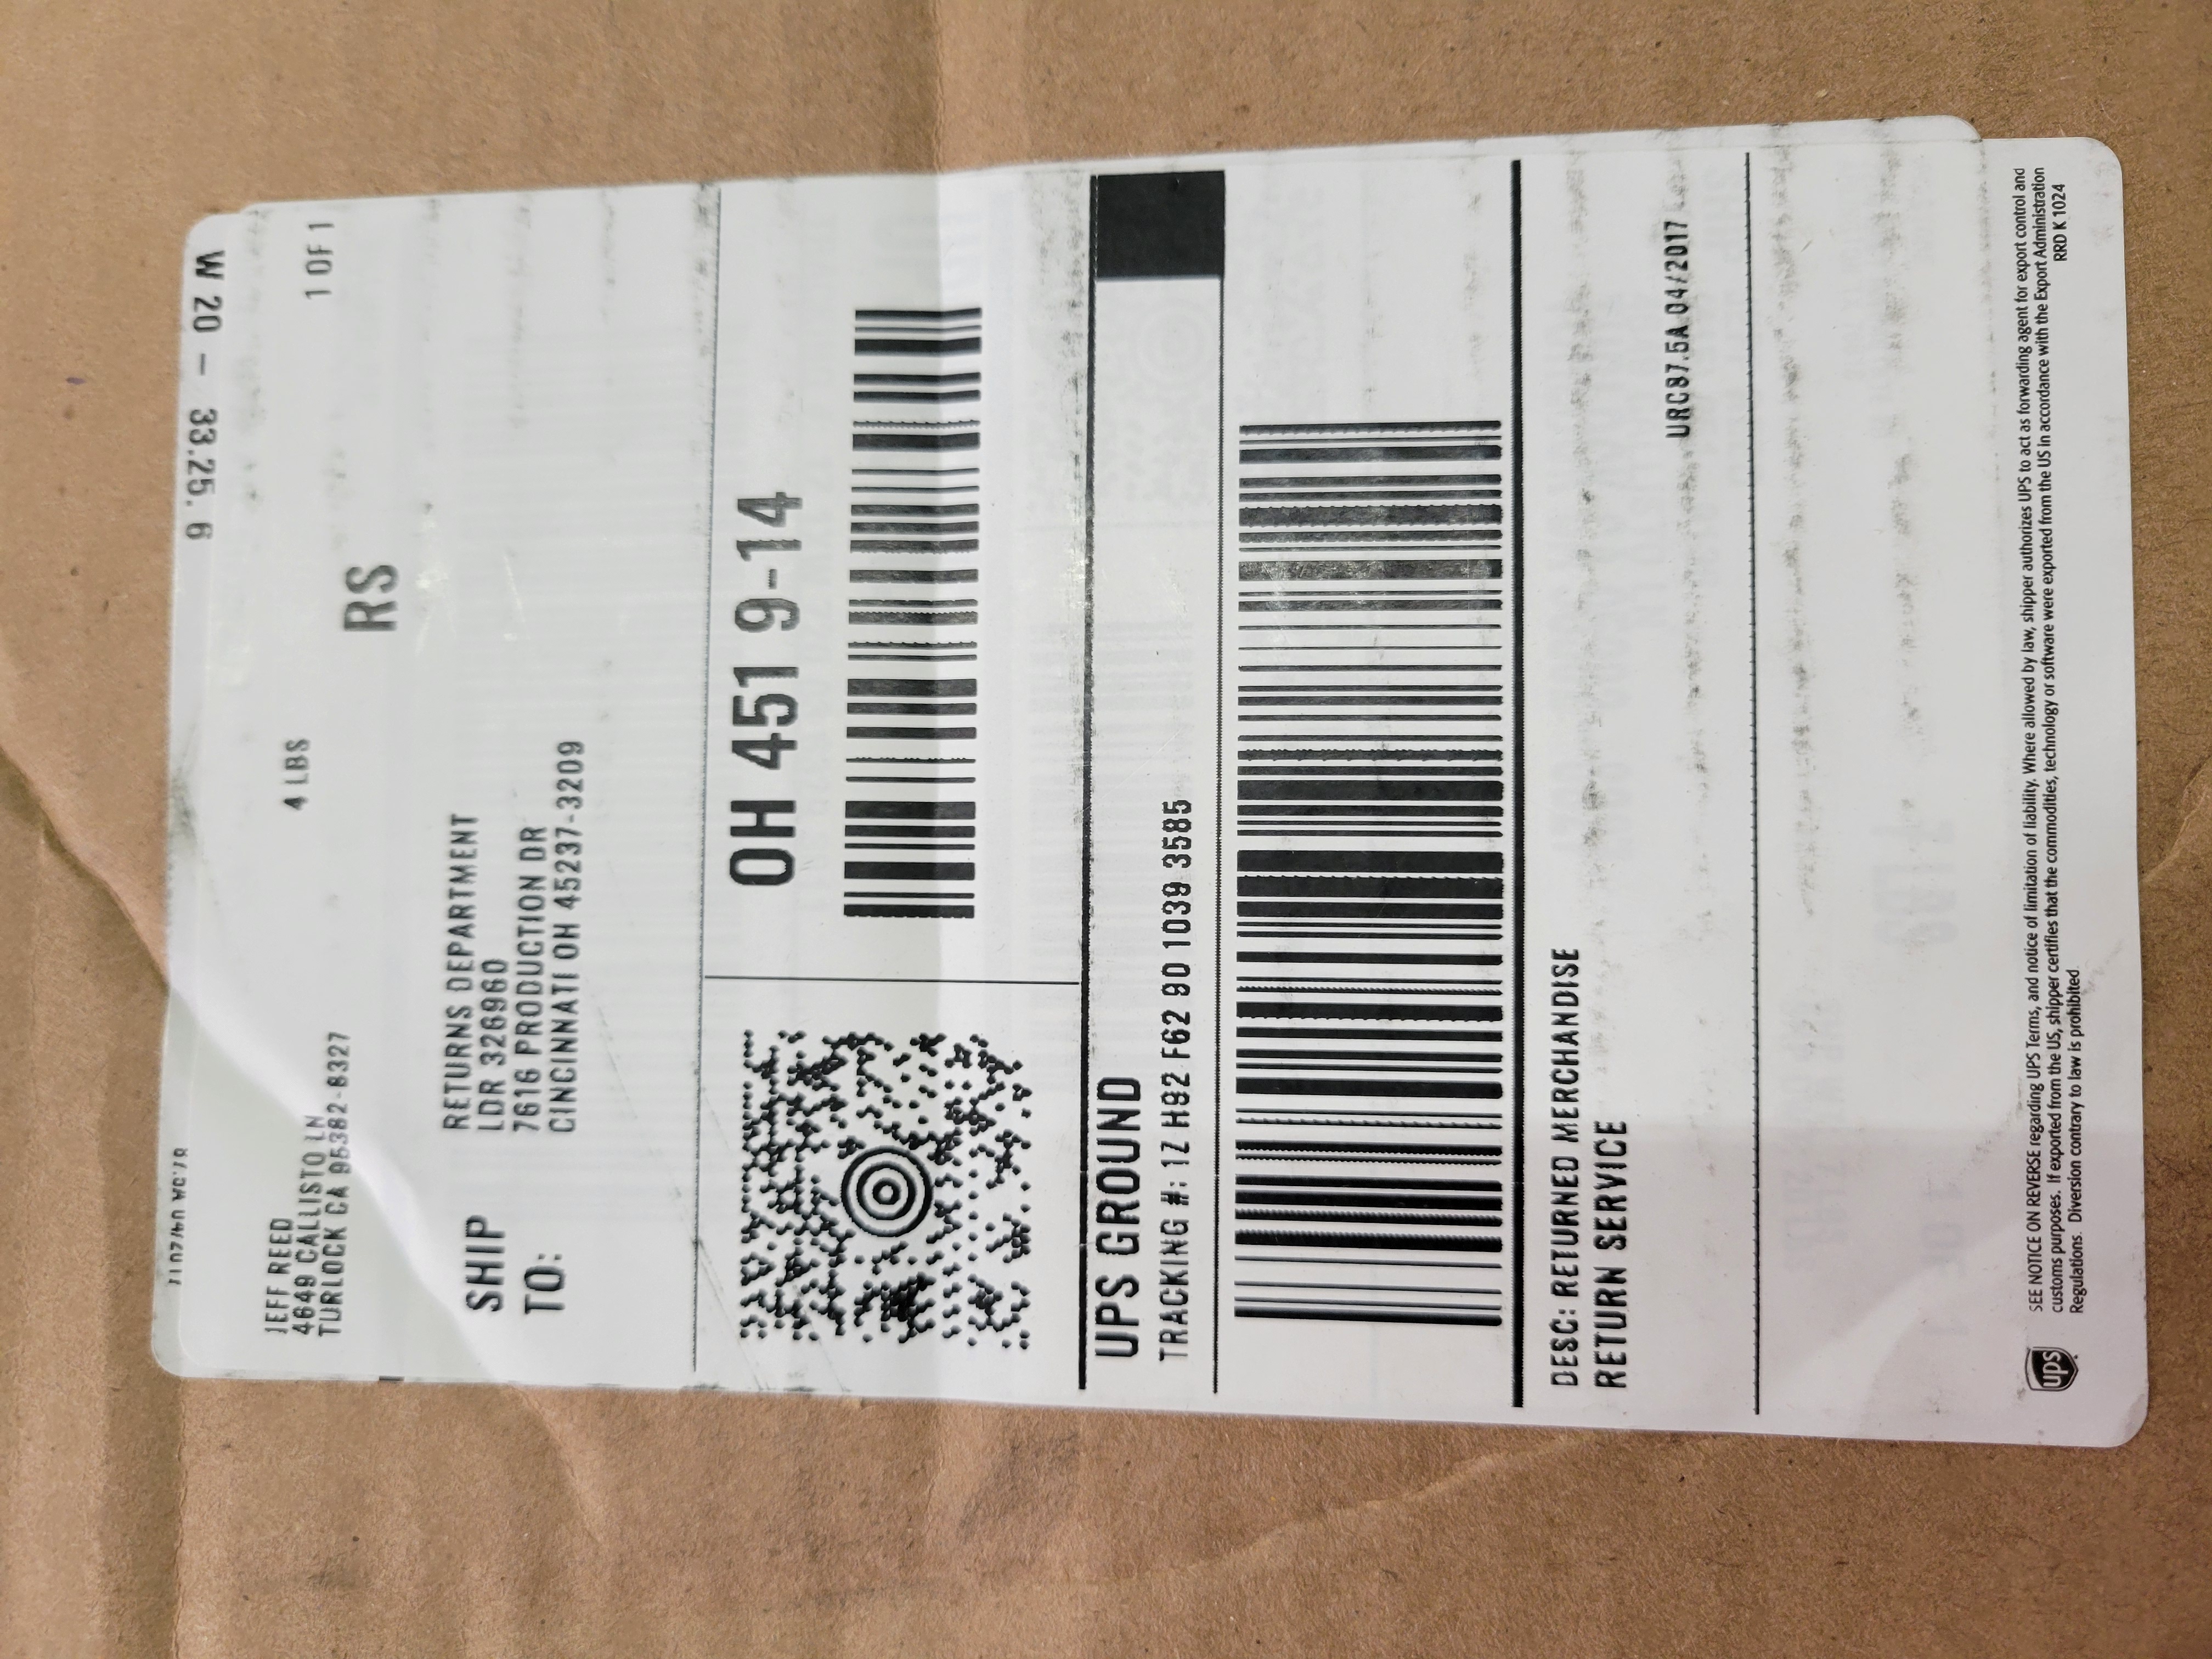 W 20 - 33.25. 6
JEFF REED
4649 CALLISTO LN
TURLOCK CA 95382-8327
4 LBS
1 OF 1
RS
SHIP
TO:
RETURNS DEPARTMENT
LDR 326960
7616 PRODUCTION DR
CINCINNATI OH 45237-3209
OH 451 9-14
UPS GROUND
TRACKING #: 1Z H92 F62 90 1039 3585
DESC: RETURNED MERCHANDISE
RETURN SERVICE
URC87.5A 04/2017
ups
SEE NOTICE ON REVERSE regarding UPS Terms, and notice of limitation of liability. Where allowed by law, shipper authorizes UPS to act as forwarding agent for export control and
customs purposes. If exported from the US, shipper certifies that the commodities, technology or software were exported from the US in accordance with the Export Administration
Regulations. Diversion contrary to law is prohibited
RRD K 1024